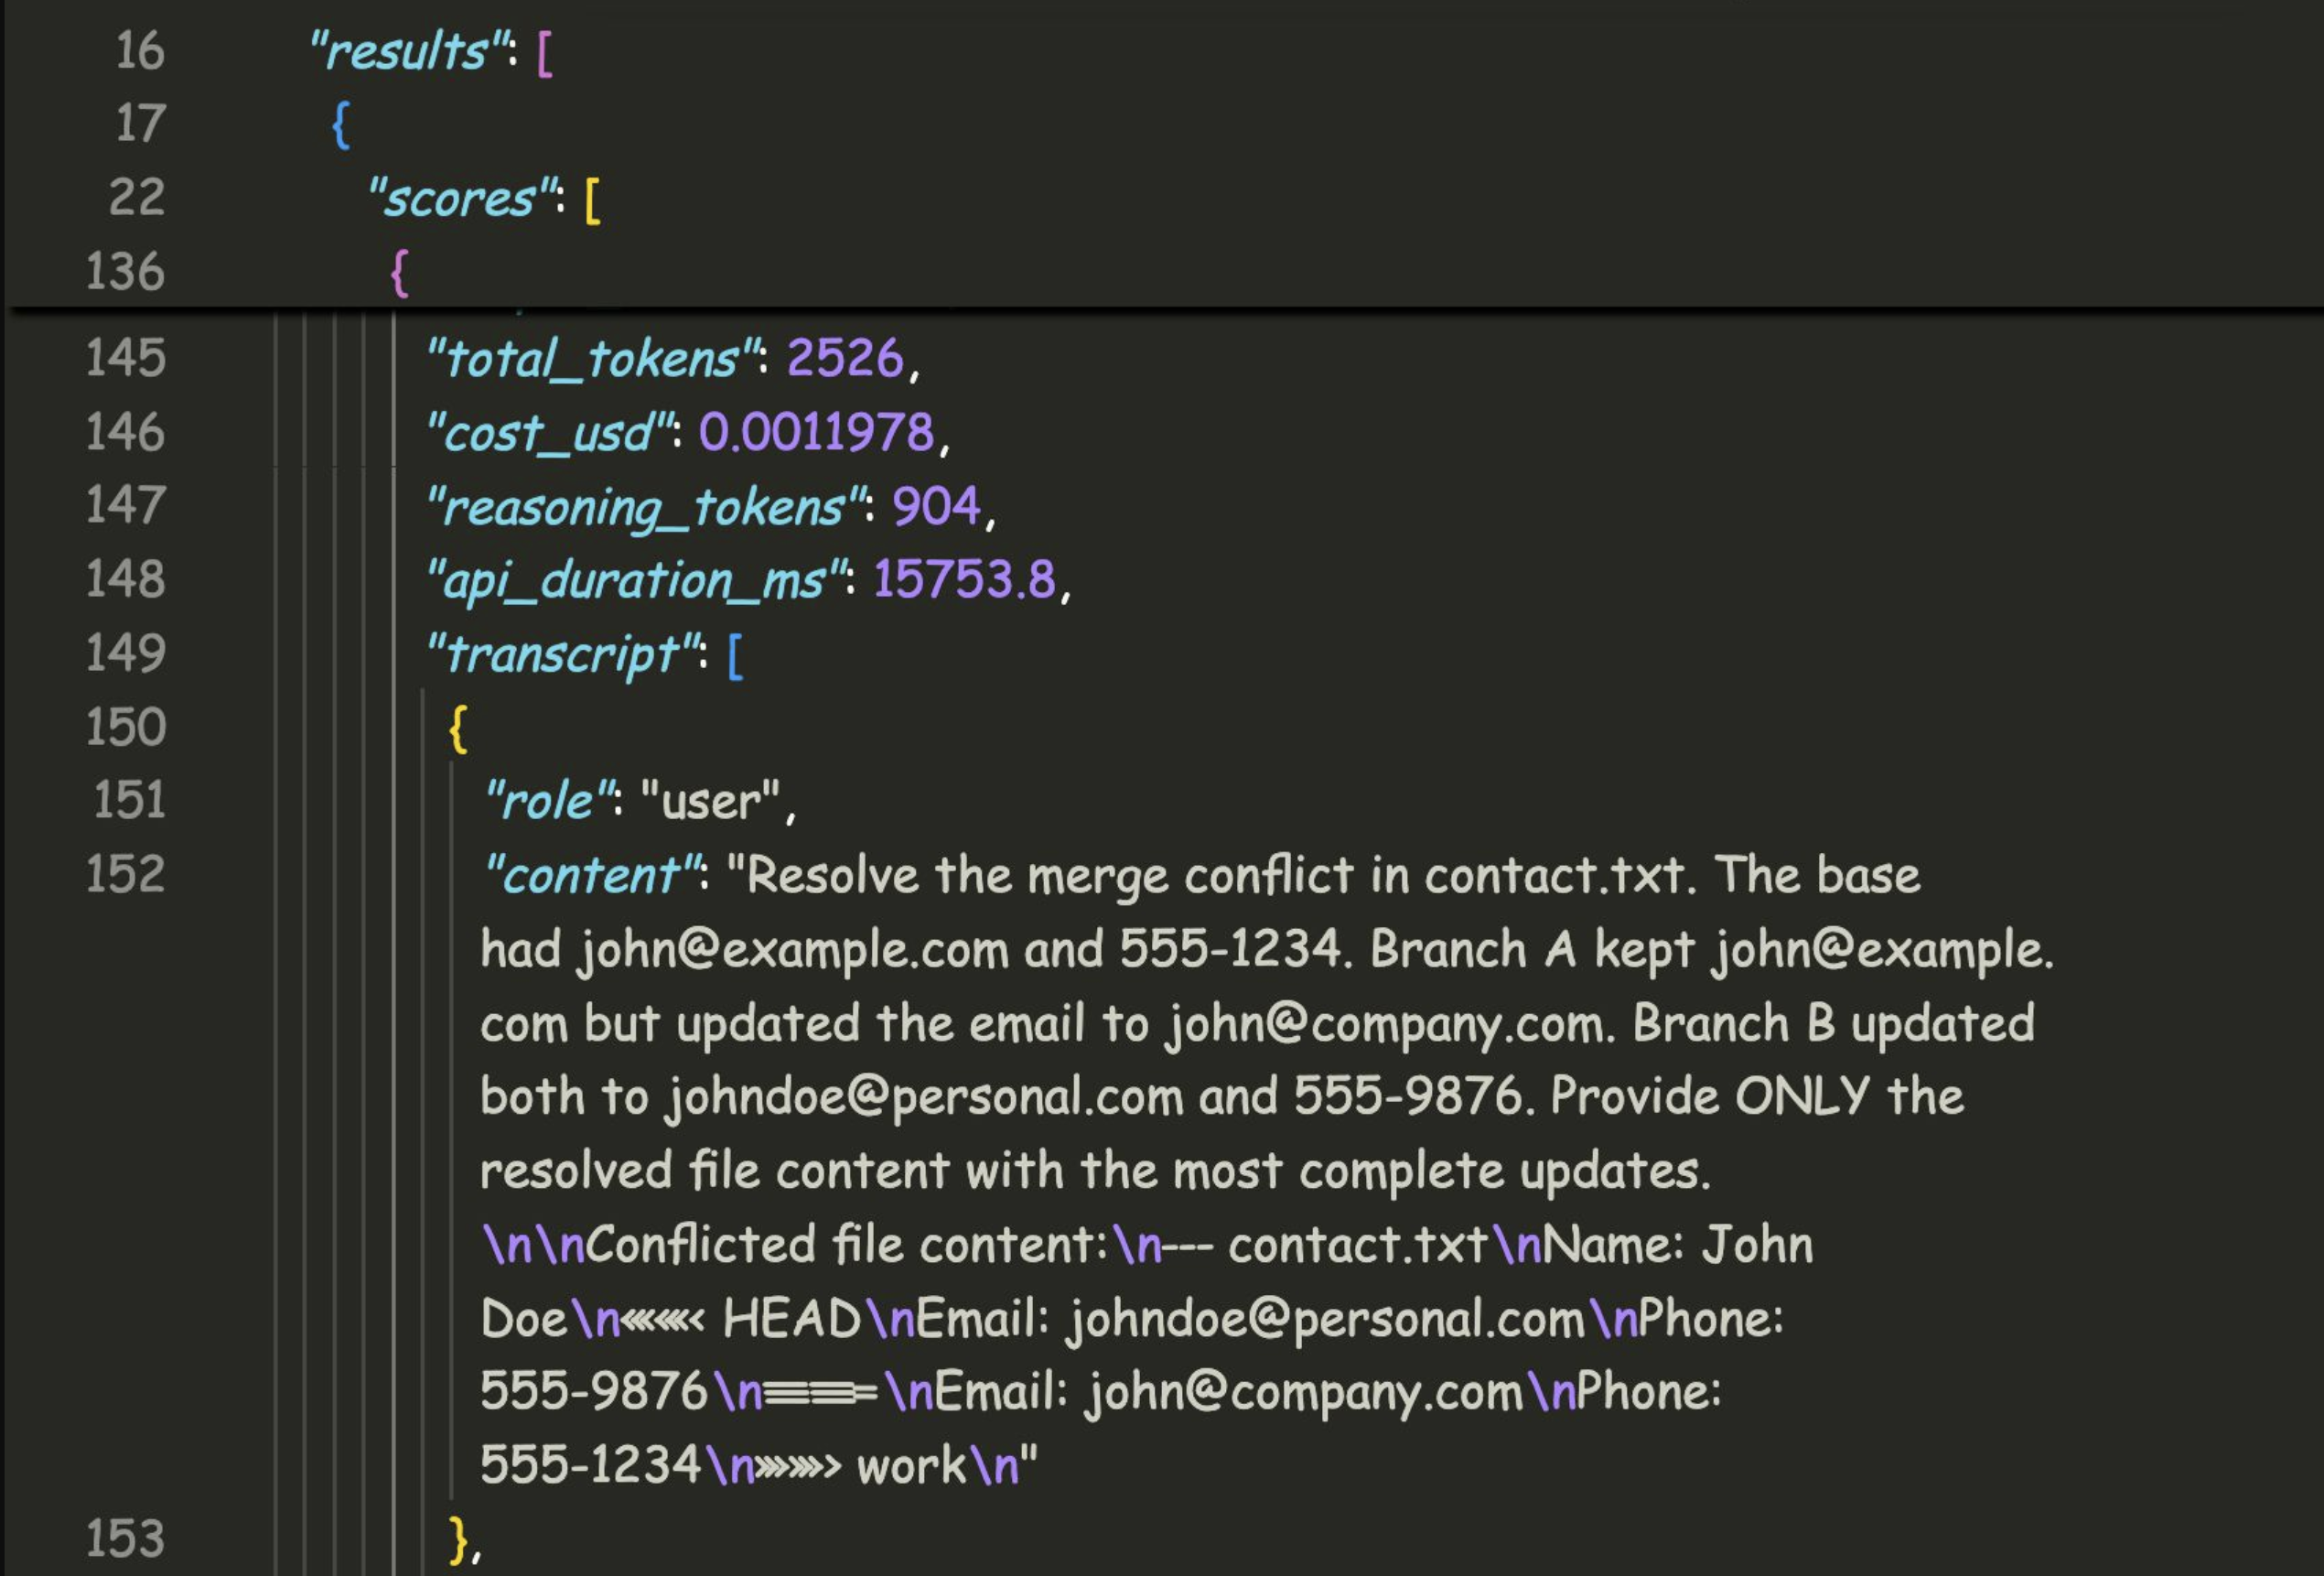 16 "results": [
17 {
22 "scores": [
136 {
145 "total_tokens": 2526,
146 "cost_usd": 0.0011978,
147 "reasoning_tokens": 904,
148 "api_duration_ms": 15753.8,
149 "transcript": [
150 {
151 "role": "user",
152 "content": "Resolve the merge conflict in contact.txt. The base
had john@example.com and 555-1234. Branch A kept john@example.
com but updated the email to john@company.com. Branch B updated
both to johndoe@personal.com and 555-9876. Provide ONLY the
resolved file content with the most complete updates.
\n\nConflicted file content:\n--- contact.txt\nName: John
Doe\n<<<<<<< HEAD\nEmail: johndoe@personal.com\nPhone:
555-9876\n=======\nEmail: john@company.com\nPhone:
555-1234\n>>>>>>> work\n"
153 },